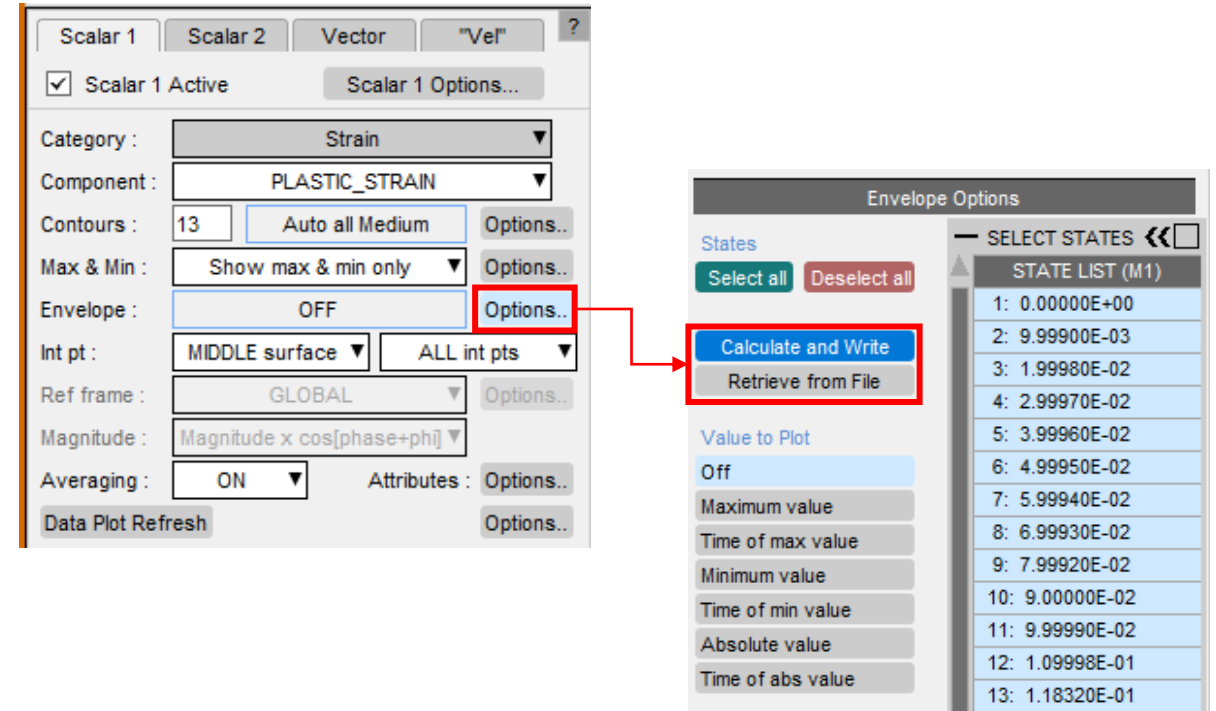 Scalar 1 Scalar 2 Vector "Vel" ?
Scalar 1 Active Scalar 1 Options...
Category : Strain
Component : PLASTIC_STRAIN
Contours : 13 Auto all Medium Options..
Max & Min : Show max & min only Options..
Envelope : OFF Options..
Int pt : MIDDLE surface ALL int pts
Ref frame : GLOBAL Options..
Magnitude : Magnitude x cos[phase+phi]
Averaging : ON Attributes : Options..
Data Plot Refresh Options..
Envelope Options
States
Select all Deselect all
Calculate and Write
Retrieve from File
Value to Plot
Off
Maximum value
Time of max value
Minimum value
Time of min value
Absolute value
Time of abs value
SELECT STATES
STATE LIST (M1)
1: 0.00000E+00
2: 9.99900E-03
3: 1.99980E-02
4: 2.99970E-02
5: 3.99960E-02
6: 4.99950E-02
7: 5.99940E-02
8: 6.99930E-02
9: 7.99920E-02
10: 9.00000E-02
11: 9.99990E-02
12: 1.09998E-01
13: 1.18320E-01